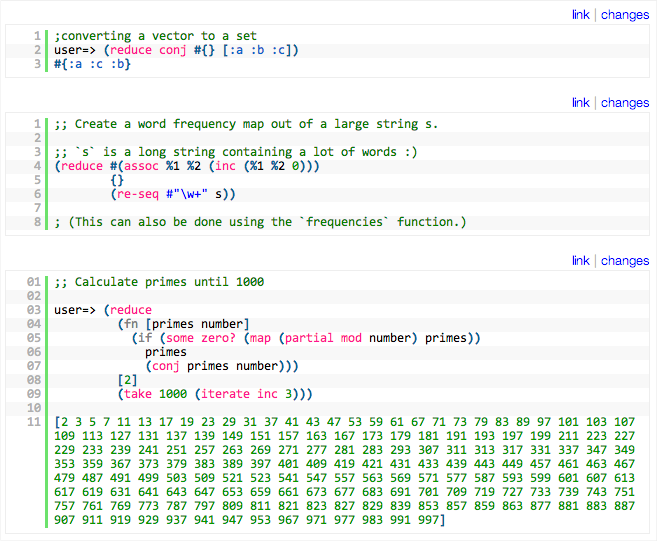 link | changes
1 ;converting a vector to a set
2 user=> (reduce conj #{} [:a :b :c])
3 #{:a :c :b}
link | changes
1 ;; Create a word frequency map out of a large string s.
2
3 ;; `s` is a long string containing a lot of words :)
4 (reduce #(assoc %1 %2 (inc (%1 %2 0)))
5         {}
6         (re-seq #"\w+" s))
7
8 ; (This can also be done using the `frequencies` function.)
link | changes
01 ;; Calculate primes until 1000
02
03 user=> (reduce
04          (fn [primes number]
05            (if (some zero? (map (partial mod number) primes))
06              primes
07              (conj primes number)))
08          [2]
09          (take 1000 (iterate inc 3)))
10
11 [2 3 5 7 11 13 17 19 23 29 31 37 41 43 47 53 59 61 67 71 73 79 83 89 97 101 103 107
109 113 127 131 137 139 149 151 157 163 167 173 179 181 191 193 197 199 211 223 227
229 233 239 241 251 257 263 269 271 277 281 283 293 307 311 313 317 331 337 347 349
353 359 367 373 379 383 389 397 401 409 419 421 431 433 439 443 449 457 461 463 467
479 487 491 499 503 509 521 523 541 547 557 563 569 571 577 587 593 599 601 607 613
617 619 631 641 643 647 653 659 661 673 677 683 691 701 709 719 727 733 739 743 751
757 761 769 773 787 797 809 811 821 823 827 829 839 853 857 859 863 877 881 883 887
907 911 919 929 937 941 947 953 967 971 977 983 991 997]